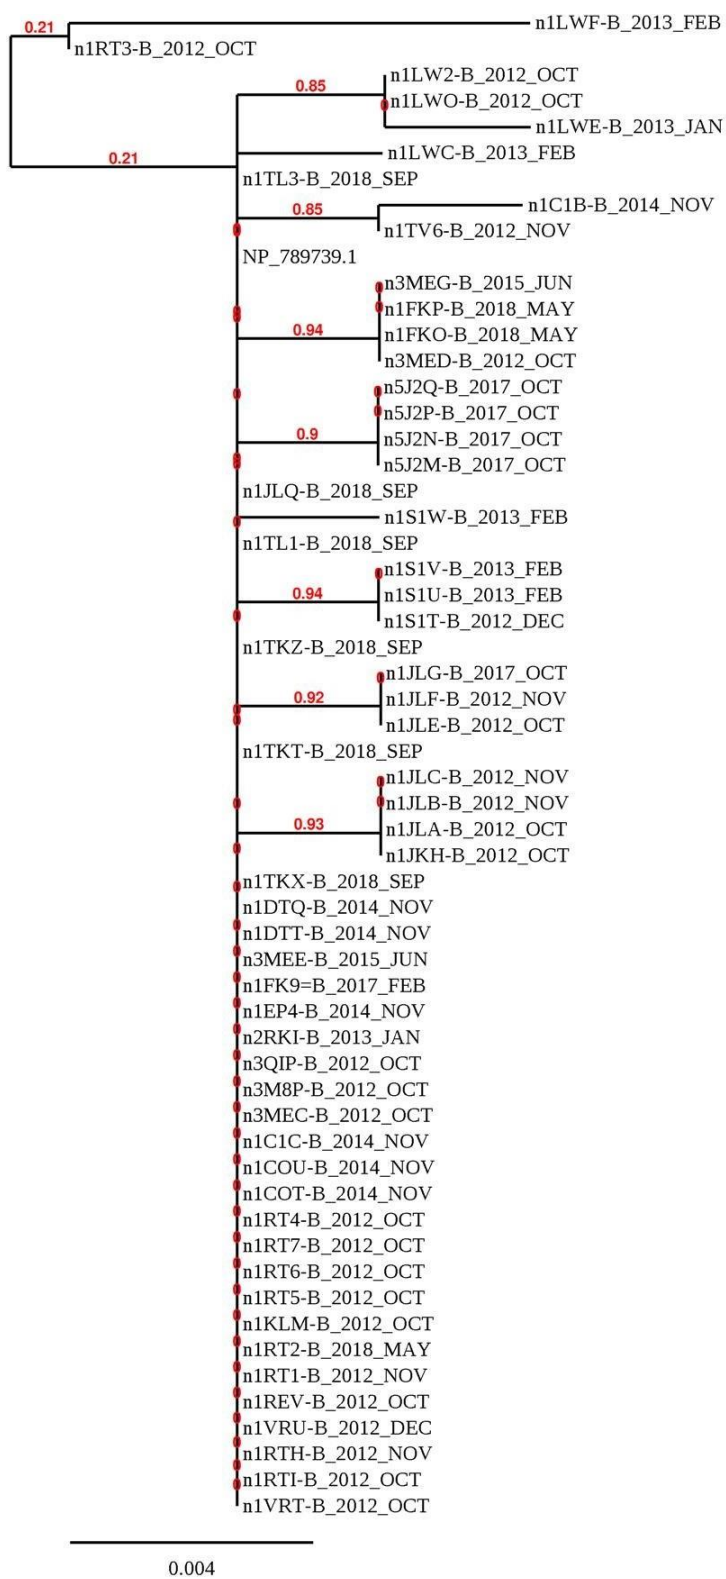 0.21
n1LWF-B_2013_FEB
n1RT3-B_2012_OCT
n1LW2-B_2012_OCT
0.85
n1LWO-B_2012_OCT
n1LWE-B_2013_JAN
n1LWC-B_2013_FEB
0.21
n1TL3-B_2018_SEP
n1C1B-B_2014_NOV
0.85
n1TV6-B_2012_NOV
NP_789739.1
n3MEG-B_2015_JUN
n1FKP-B_2018_MAY
0.94
n1FKO-B_2018_MAY
n3MED-B_2012_OCT
n5J2Q-B_2017_OCT
n5J2P-B_2017_OCT
0.9
n5J2N-B_2017_OCT
n5J2M-B_2017_OCT
n1JLQ-B_2018_SEP
n1S1W-B_2013_FEB
n1TL1-B_2018_SEP
n1S1V-B_2013_FEB
0.94
n1S1U-B_2013_FEB
n1S1T-B_2012_DEC
n1TKZ-B_2018_SEP
n1JLG-B_2017_OCT
0.92
n1JLF-B_2012_NOV
n1JLE-B_2012_OCT
n1TKT-B_2018_SEP
n1JLC-B_2012_NOV
n1JLB-B_2012_NOV
0.93
n1JLA-B_2012_OCT
n1JKH-B_2012_OCT
n1TKX-B_2018_SEP
n1DTQ-B_2014_NOV
n1DTT-B_2014_NOV
n3MEE-B_2015_JUN
n1FK9=B_2017_FEB
n1EP4-B_2014_NOV
n2RKI-B_2013_JAN
n3QIP-B_2012_OCT
n3M8P-B_2012_OCT
n3MEC-B_2012_OCT
n1C1C-B_2014_NOV
n1COU-B_2014_NOV
n1COT-B_2014_NOV
n1RT4-B_2012_OCT
n1RT7-B_2012_OCT
n1RT6-B_2012_OCT
n1RT5-B_2012_OCT
n1KLM-B_2012_OCT
n1RT2-B_2018_MAY
n1RT1-B_2012_NOV
n1REV-B_2012_OCT
n1VRU-B_2012_DEC
n1RTH-B_2012_NOV
n1RTI-B_2012_OCT
n1VRT-B_2012_OCT
0.004